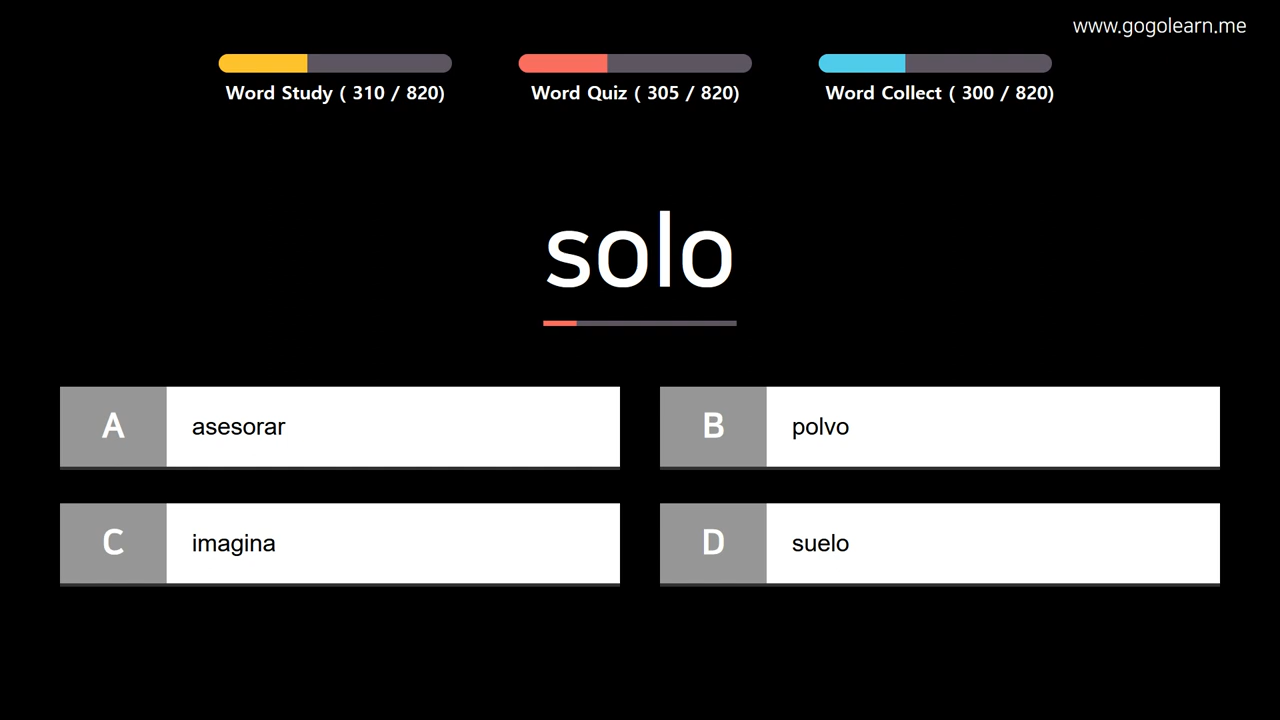 www.gogolearn.me
Word Study ( 310 / 820)
Word Quiz ( 305 / 820)
Word Collect ( 300 / 820)
solo
A
asesorar
B
polvo
C
imagina
D
suelo